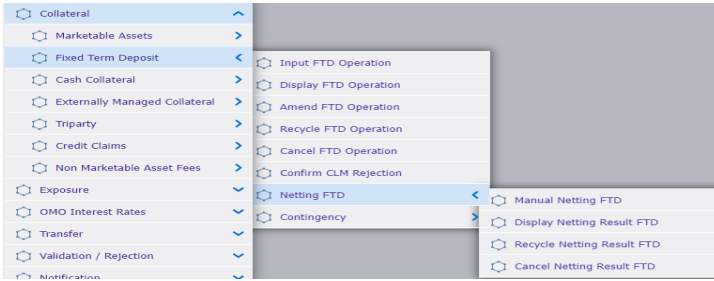 Collateral
Marketable Assets
Fixed Term Deposit
Cash Collateral
Externally Managed Collateral
Triparty
Credit Claims
Non Marketable Asset Fees
Exposure
OMO Interest Rates
Transfer
Validation / Rejection
Notification
Input FTD Operation
Display FTD Operation
Amend FTD Operation
Recycle FTD Operation
Cancel FTD Operation
Confirm CLM Rejection
Netting FTD
Contingency
Manual Netting FTD
Display Netting Result FTD
Recycle Netting Result FTD
Cancel Netting Result FTD